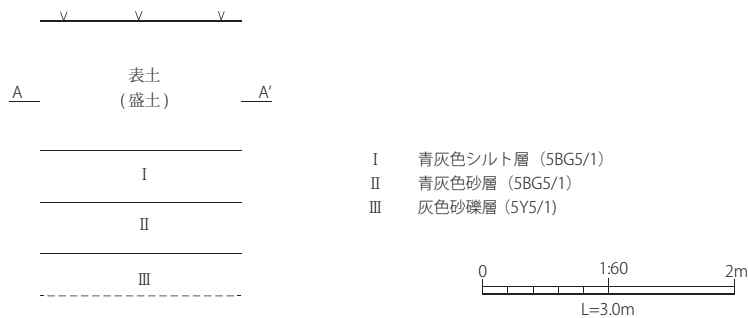 表土
(盛土)
A A′
Ⅰ
Ⅱ
Ⅲ
Ⅰ 青灰色シルト層（5BG5/1）
Ⅱ 青灰色砂層（5BG5/1）
Ⅲ 灰色砂礫層（5Y5/1)
0 1:60 2m
L=3.0m